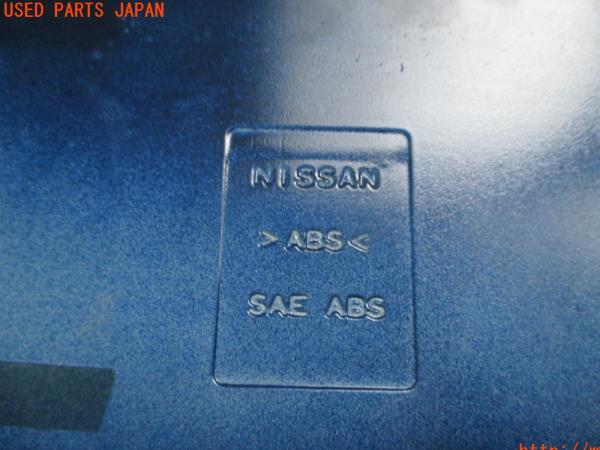 USED PARTS JAPAN
NISSAN
>ABS<
SAE ABS